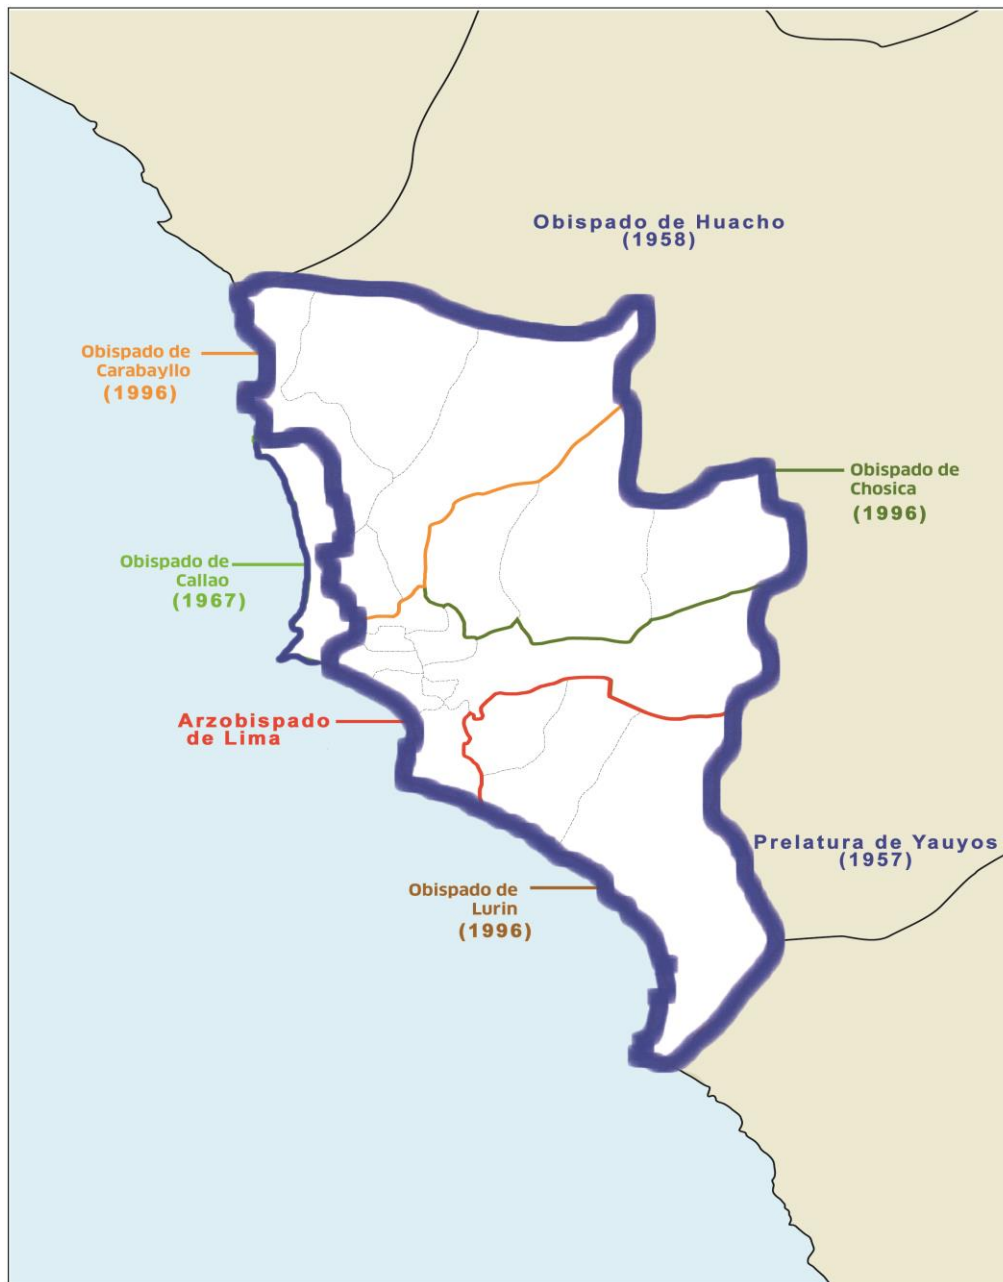 Obispado de Huacho
(1958)
Obispado de
Carabayllo
(1996)
Obispado de
Chosica
(1996)
Obispado de
Callao
(1967)
Arzobispado
de Lima
Prelatura de Yauyos
(1957)
Obispado de
Lurin
(1996)